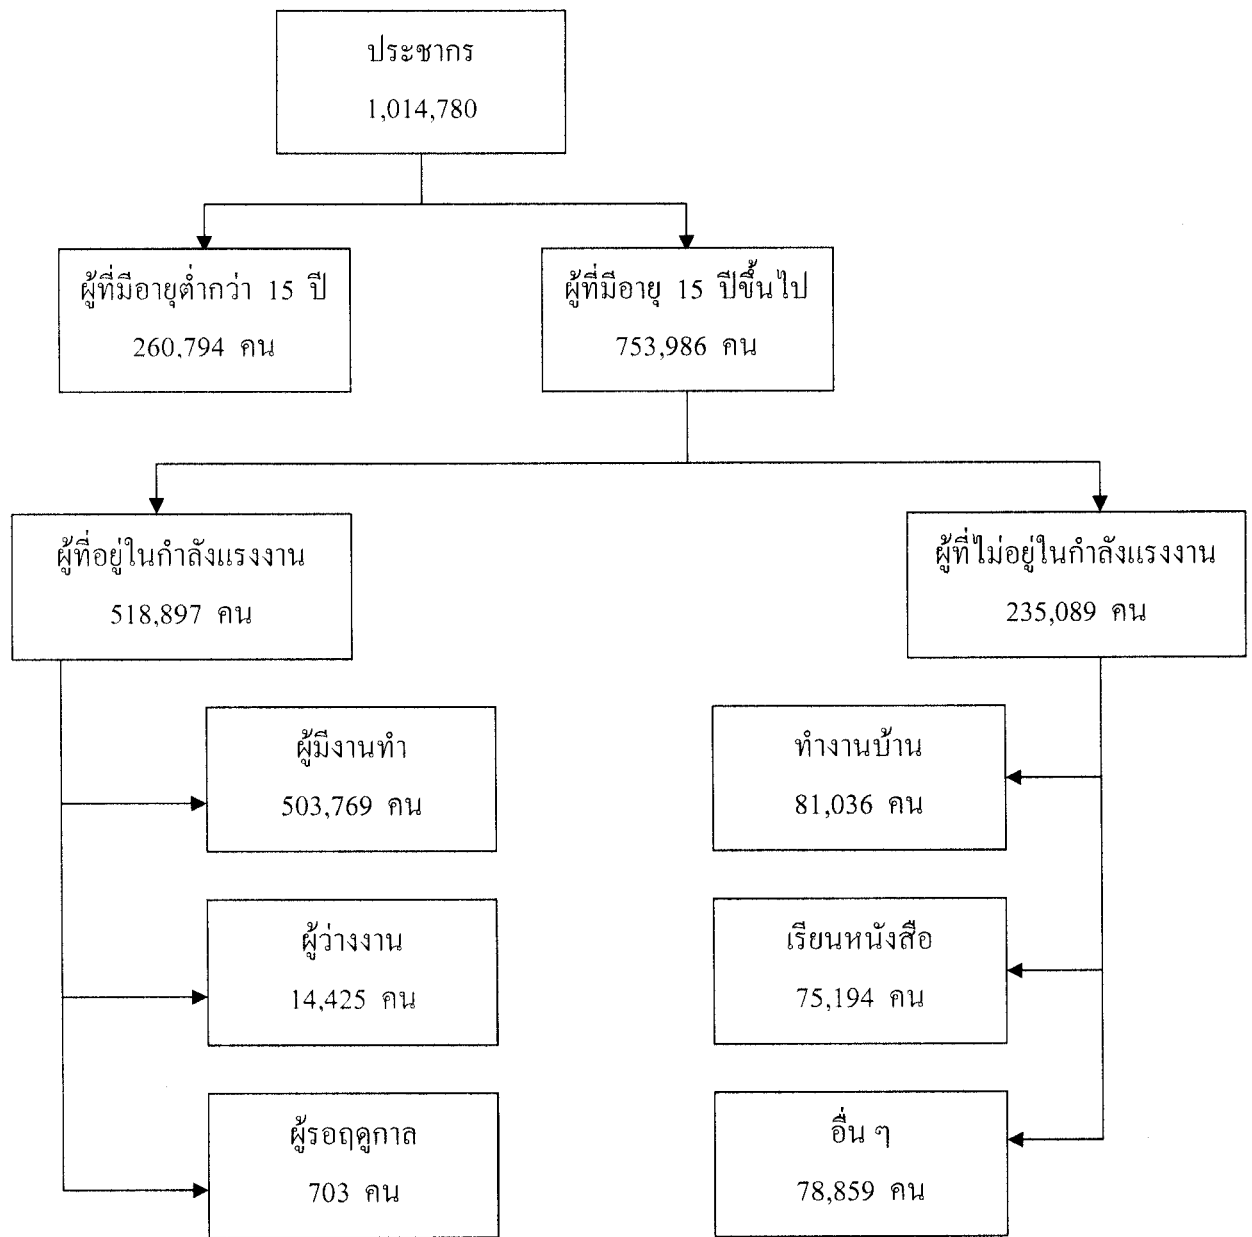 ประชากร
1,014,780
ผู้ที่มีอายุต่ำกว่า 15 ปี
260,794 คน
ผู้ที่มีอายุ 15 ปีขึ้นไป
753,986 คน
ผู้ที่อยู่ในกำลังแรงงาน
518,897 คน
ผู้ที่ไม่อยู่ในกำลังแรงงาน
235,089 คน
ผู้มีงานทำ
503,769 คน
ทำงานบ้าน
81,036 คน
ผู้ว่างงาน
14,425 คน
เรียนหนังสือ
75,194 คน
ผู้รอฤดูกาล
703 คน
อื่น ๆ
78,859 คน